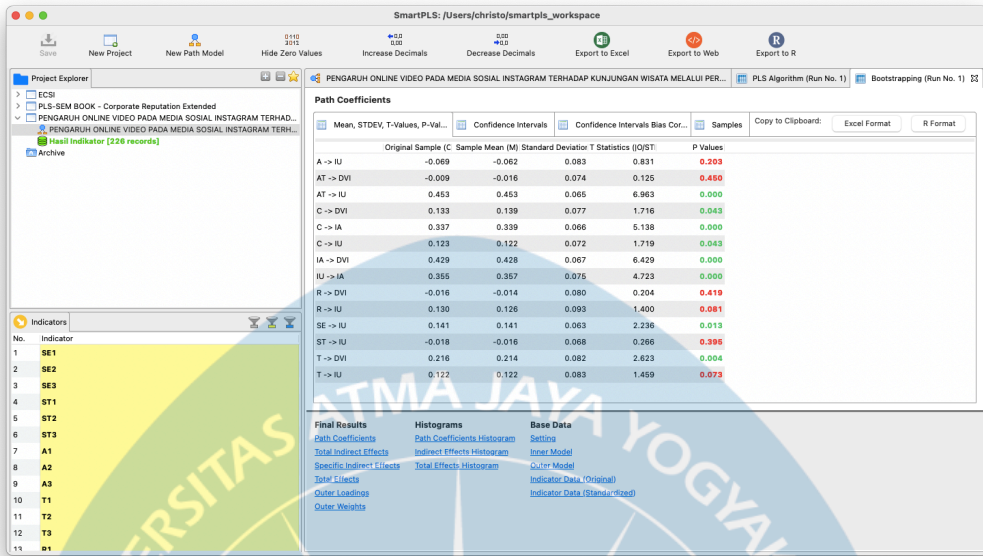 SmartPLS: /Users/christo/smartpls_workspace
Save
New Project
New Path Model
Hide Zero Values
Increase Decimals
Decrease Decimals
Export to Excel
Export to Web
Export to R
Project Explorer
ECSI
PLS-SEM BOOK - Corporate Reputation Extended
PENGARUH ONLINE VIDEO PADA MEDIA SOSIAL INSTAGRAM TERHAD...
PENGARUH ONLINE VIDEO PADA MEDIA SOSIAL INSTAGRAM TERH...
Hasil Indikator [226 records]
Archive
Indicators
No. Indicator
1 SE1
2 SE2
3 SE3
4 ST1
5 ST2
6 ST3
7 A1
8 A2
9 A3
10 T1
11 T2
12 T3
13 R1
PENGARUH ONLINE VIDEO PADA MEDIA SOSIAL INSTAGRAM TERHADAP KUNJUNGAN WISATA MELALUI PER...
PLS Algorithm (Run No. 1)
Bootstrapping (Run No. 1)
Path Coefficients
Mean, STDEV, T-Values, P-Val...
Confidence Intervals
Confidence Intervals Bias Cor...
Samples
Copy to Clipboard:
Excel Format
R Format
Original Sample (O Sample Mean (M) Standard Deviation T Statistics (|O/ST P Values
A -> IU -0.069 -0.062 0.083 0.831 0.203
AT -> DVI -0.009 -0.016 0.074 0.125 0.450
AT -> IU 0.453 0.453 0.065 6.963 0.000
C -> DVI 0.133 0.139 0.077 1.716 0.043
C -> IA 0.337 0.339 0.066 5.138 0.000
C -> IU 0.123 0.122 0.072 1.719 0.043
IA -> DVI 0.429 0.428 0.067 6.429 0.000
IU -> IA 0.355 0.357 0.075 4.723 0.000
R -> DVI -0.016 -0.014 0.080 0.204 0.419
R -> IU 0.130 0.126 0.093 1.400 0.081
SE -> IU 0.141 0.141 0.063 2.236 0.013
ST -> IU -0.018 -0.016 0.068 0.266 0.395
T -> DVI 0.216 0.214 0.082 2.623 0.004
T -> IU 0.122 0.122 0.083 1.459 0.073
Final Results
Path Coefficients
Total Indirect Effects
Specific Indirect Effects
Total Effects
Outer Loadings
Outer Weights
Histograms
Path Coefficients Histogram
Indirect Effects Histogram
Total Effects Histogram
Base Data
Setting
Inner Model
Outer Model
Indicator Data (Original)
Indicator Data (Standardized)
ERSITAS ATMA JAYA YOGYA